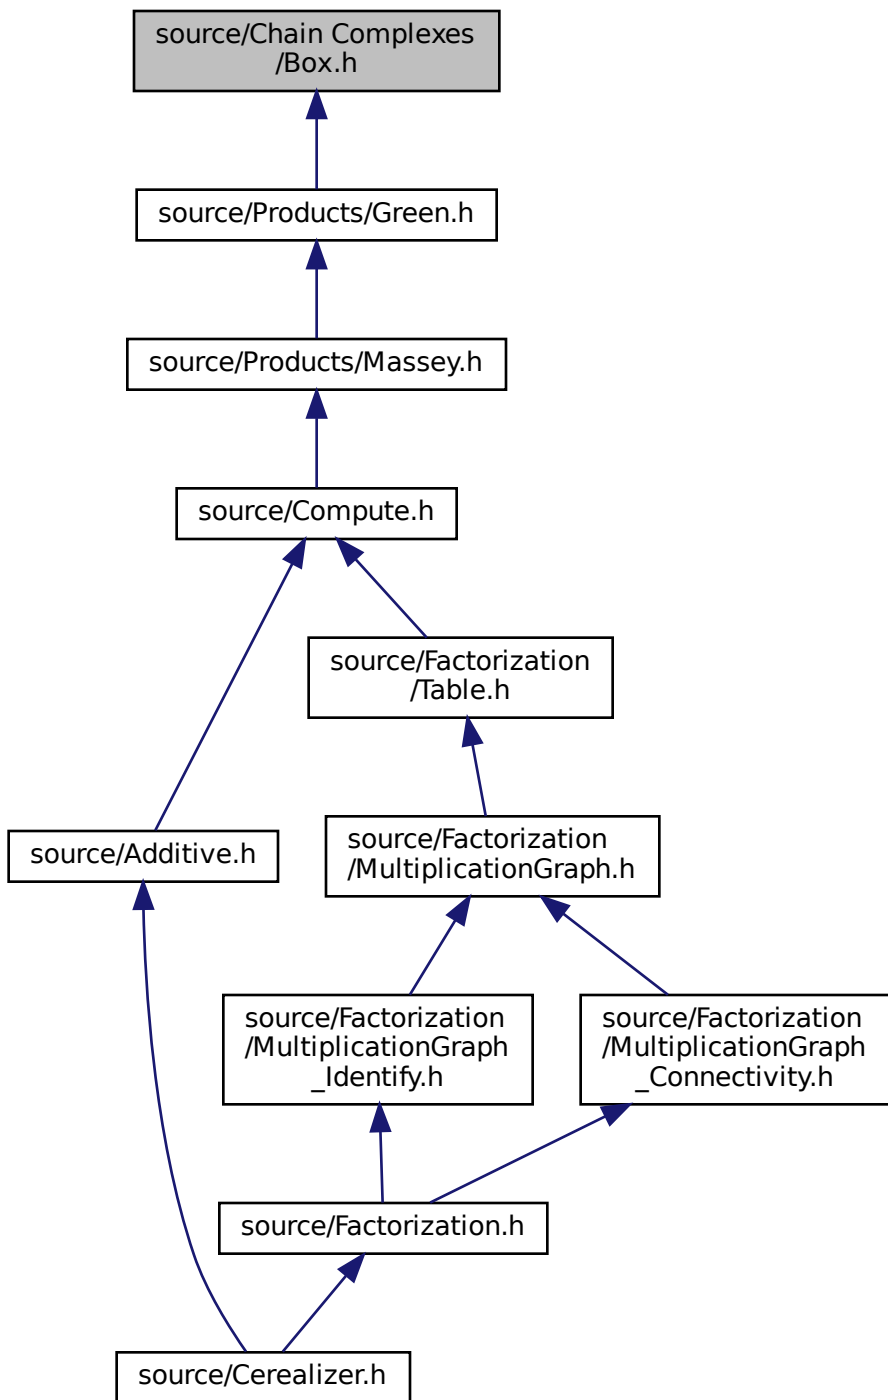 source/Chain Complexes
/Box.h
source/Products/Green.h
source/Products/Massey.h
source/Compute.h
source/Factorization
/Table.h
source/Additive.h
source/Factorization
/MultiplicationGraph.h
source/Factorization
/MultiplicationGraph
_Identify.h
source/Factorization
/MultiplicationGraph
_Connectivity.h
source/Factorization.h
source/Cerealizer.h